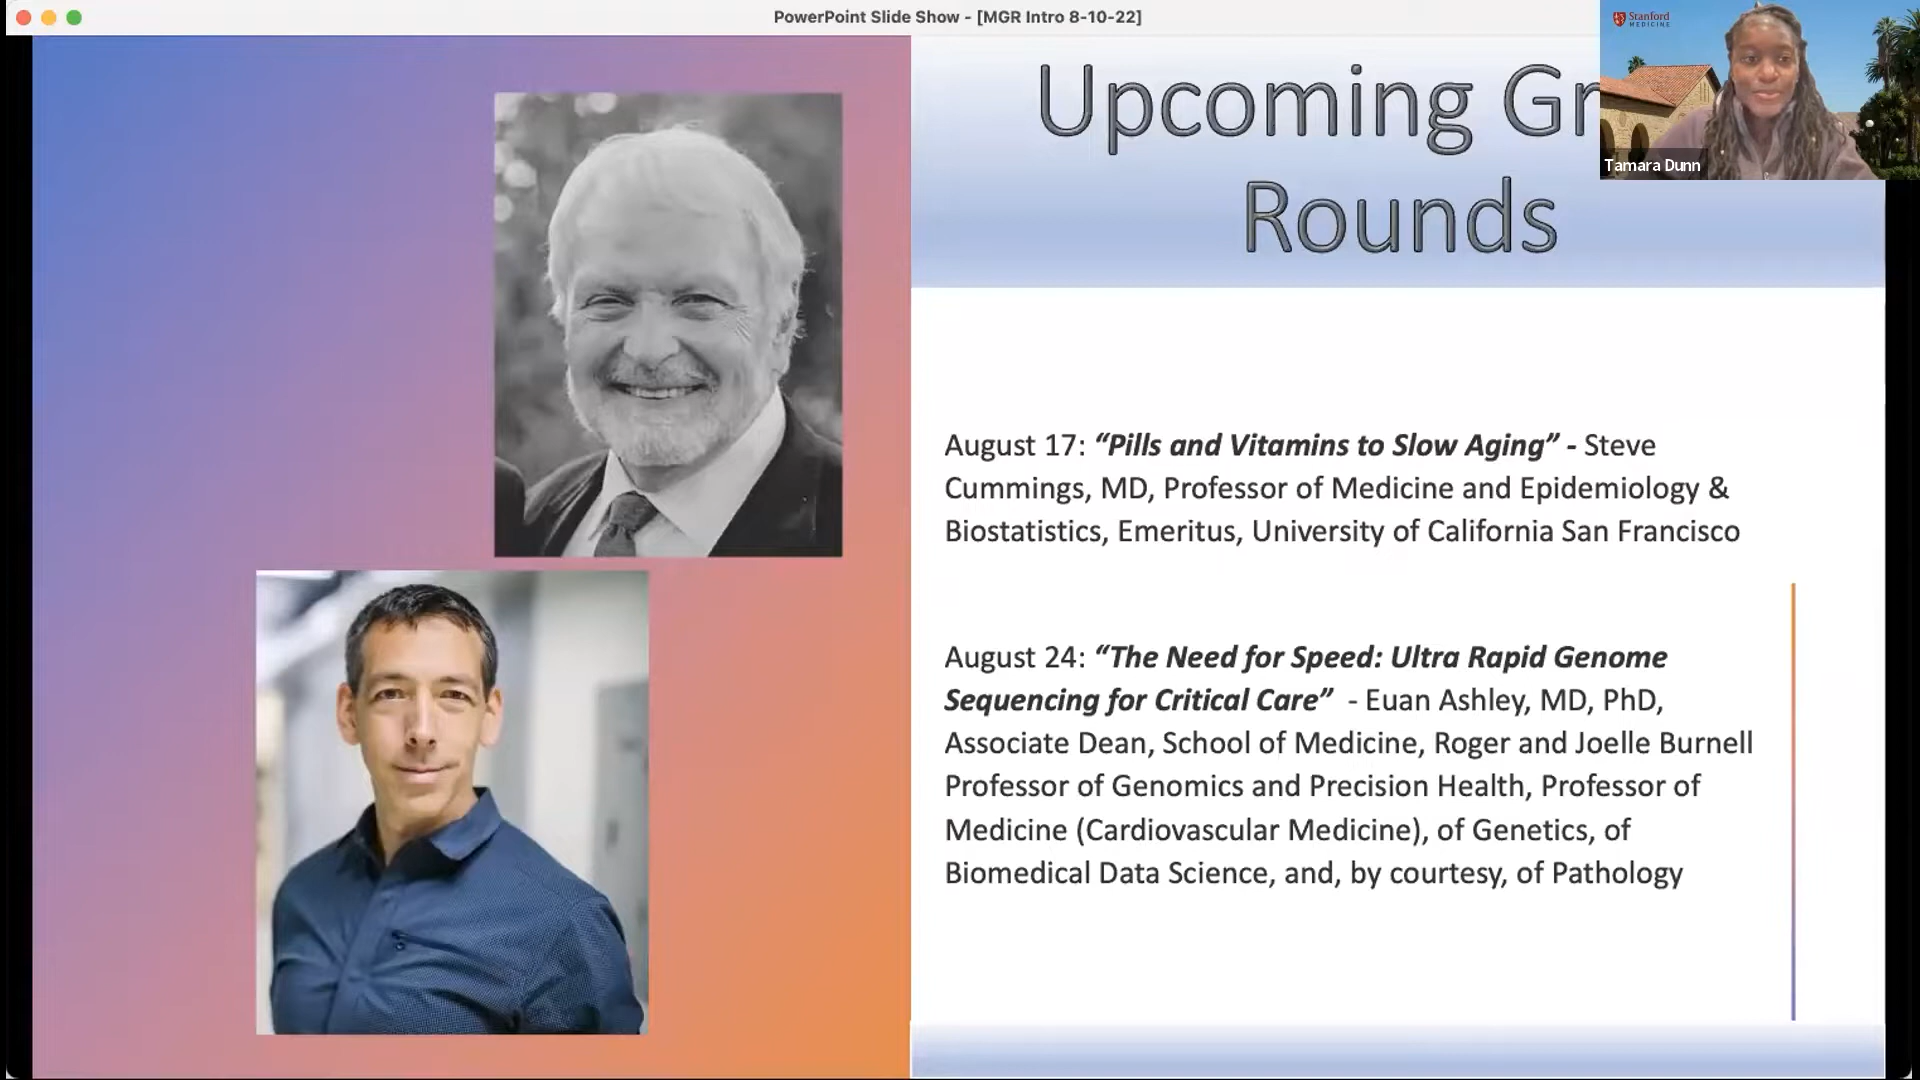 PowerPoint Slide Show - [MGR Intro 8-10-22]
Stanford
MEDICINE
Tamara Dunn
Upcoming Gr
Rounds
August 17: “Pills and Vitamins to Slow Aging” - Steve
Cummings, MD, Professor of Medicine and Epidemiology &
Biostatistics, Emeritus, University of California San Francisco
August 24: “The Need for Speed: Ultra Rapid Genome
Sequencing for Critical Care” - Euan Ashley, MD, PhD,
Associate Dean, School of Medicine, Roger and Joelle Burnell
Professor of Genomics and Precision Health, Professor of
Medicine (Cardiovascular Medicine), of Genetics, of
Biomedical Data Science, and, by courtesy, of Pathology